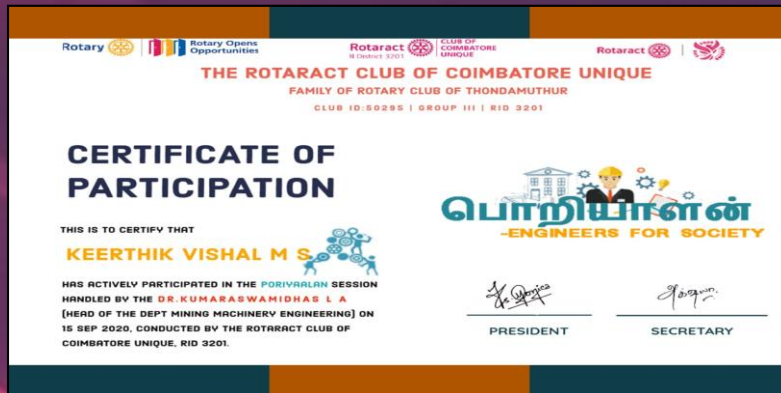 Rotary
Rotary Opens
Opportunities
Rotaract
CLUB OF
COIMBATORE
UNIQUE
Rotaract
THE ROTARACT CLUB OF COIMBATORE UNIQUE
FAMILY OF ROTARY CLUB OF THONDAMUTHUR
CLUB ID:50295 | GROUP III | RID 3201
CERTIFICATE OF
PARTICIPATION
THIS IS TO CERTIFY THAT
KEERTHIK VISHAL M S
HAS ACTIVELY PARTICIPATED IN THE PORIYAALAN SESSION
HANDLED BY THE DR.KUMARASWAMIDHAS L A
(HEAD OF THE DEPT MINING MACHINERY ENGINEERING) ON
15 SEP 2020, CONDUCTED BY THE ROTARACT CLUB OF
COIMBATORE UNIQUE, RID 3201.
பொறியாளன்
-ENGINEERS FOR SOCIETY
PRESIDENT
SECRETARY